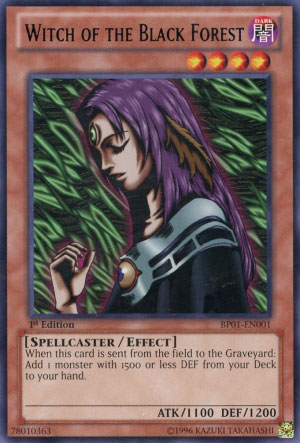 WITCH OF THE BLACK FOREST
DARK
闇
1st Edition
BP01-EN001
[SPELLCASTER / EFFECT]
When this card is sent from the field to the Graveyard:
Add 1 monster with 1500 or less DEF from your Deck
to your hand.
ATK/1100 DEF/1200
78010363
©1996 KAZUKI TAKAHASHI